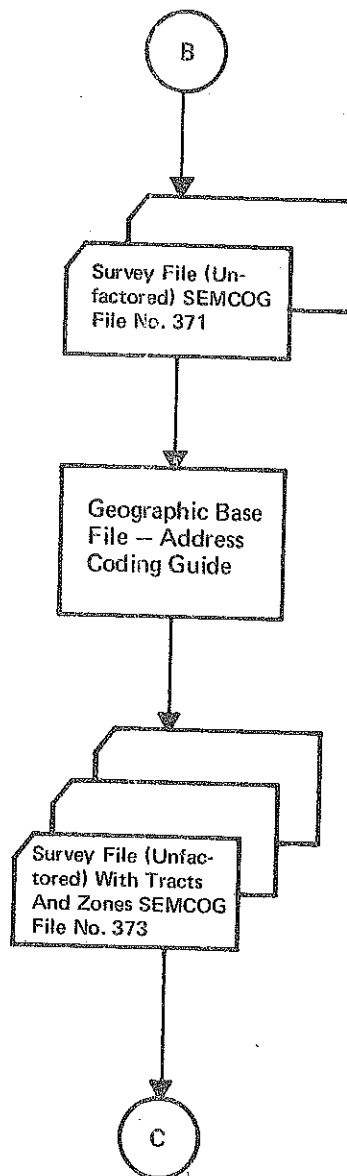 B
Survey File (Un-
factored) SEMCOG
File No. 371
Geographic Base
File – Address
Coding Guide
Survey File (Unfac-
tored) With Tracts
And Zones SEMCOG
File No. 373
C